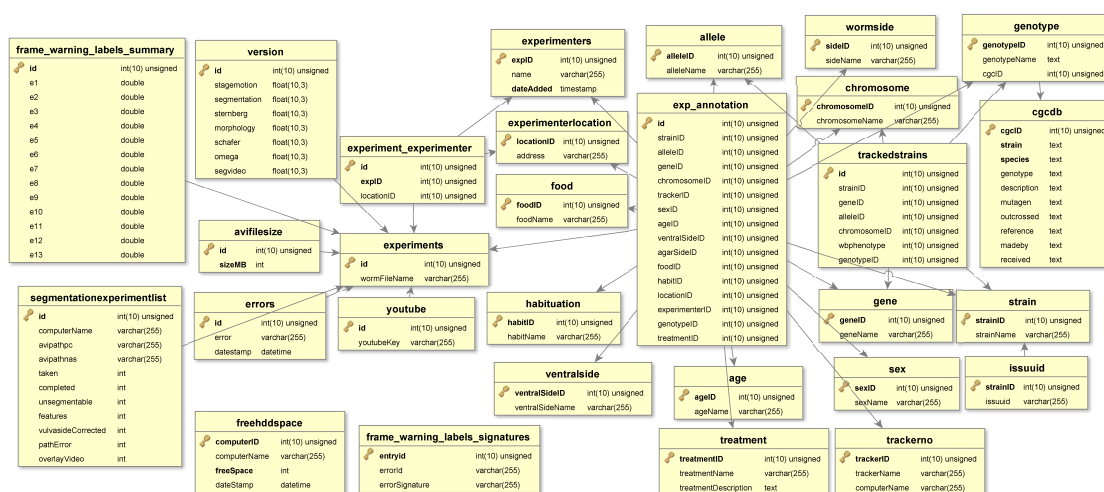 frame_warning_labels_summary
id int(10) unsigned
e1 double
e2 double
e3 double
e4 double
e5 double
e6 double
e7 double
e8 double
e9 double
e10 double
e11 double
e12 double
e13 double
version
id int(10) unsigned
stagemotion float(10,3)
segmentation float(10,3)
sternberg float(10,3)
morphology float(10,3)
schafer float(10,3)
omega float(10,3)
segvideo float(10,3)
experimenters
expID int(10) unsigned
name varchar(255)
dateAdded timestamp
allele
alleleID int(10) unsigned
alleleName varchar(255)
wormside
sideID int(10) unsigned
sideName varchar(255)
genotype
genotypeID int(10) unsigned
genotypeName text
cgcID int(10) unsigned
chromosome
chromosomeID int(10) unsigned
chromosomeName varchar(255)
experimenterlocation
locationID int(10) unsigned
address varchar(255)
experiment_experimenter
id int(10) unsigned
expID int(10) unsigned
locationID int(10) unsigned
food
foodID int(10) unsigned
foodName varchar(255)
exp_annotation
id int(10) unsigned
strainID int(10) unsigned
alleleID int(10) unsigned
geneID int(10) unsigned
chromosomeID int(10) unsigned
trackerID int(10) unsigned
sexID int(10) unsigned
ageID int(10) unsigned
ventralSideID int(10) unsigned
agarSideID int(10) unsigned
foodID int(10) unsigned
habitID int(10) unsigned
locationID int(10) unsigned
experimenterID int(10) unsigned
genotypeID int(10) unsigned
treatmentID int(10) unsigned
trackedstrains
id int(10) unsigned
strainID int(10) unsigned
geneID int(10) unsigned
alleleID int(10) unsigned
chromosomeID int(10) unsigned
wbphenotype int(10) unsigned
genotypeID int(10) unsigned
cgcdb
cgcID int(10) unsigned
strain text
species text
genotype text
description text
mutagen text
outcrossed text
reference text
madeby text
received text
avifilesize
id int(10) unsigned
sizeMB int
experiments
id int(10) unsigned
wormFileName varchar(255)
segmentationexperimentlist
id int(10) unsigned
computerName varchar(255)
avipathpc varchar(255)
avipathnas varchar(255)
taken int
completed int
unsegmentable int
features int
vulvasideCorrected int
pathError int
overlayVideo int
errors
id int(10) unsigned
error varchar(255)
datestamp datetime
youtube
id int(10) unsigned
youtubeKey varchar(255)
habituation
habitID int(10) unsigned
habitName varchar(255)
gene
geneID int(10) unsigned
geneName varchar(255)
strain
strainID int(10) unsigned
strainName varchar(255)
ventralside
ventralSideID int(10) unsigned
ventralSideName varchar(255)
age
ageID int(10) unsigned
ageName varchar(255)
sex
sexID int(10) unsigned
sexName varchar(255)
issuuid
strainID int(10) unsigned
issuuid varchar(255)
freehddspace
computerID int(10) unsigned
computerName varchar(255)
freeSpace int
dateStamp datetime
frame_warning_labels_signatures
entryid int(10) unsigned
errorId varchar(255)
errorSignature varchar(255)
treatment
treatmentID int(10) unsigned
treatmentName varchar(255)
treatmentDescription text
trackerno
trackerID int(10) unsigned
trackerName varchar(255)
computerName varchar(255)